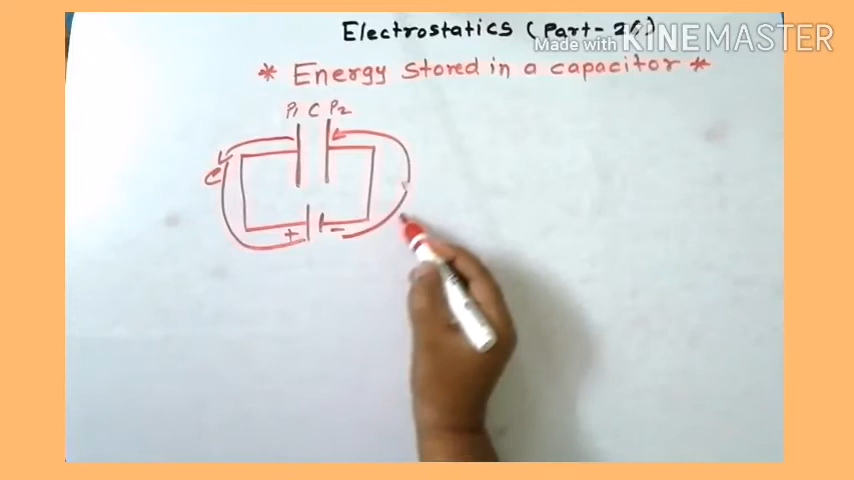 Electrostatics (Part-
Made with KINEMASTER
* Energy stored in a capacitor *
P1 C P2
e
+ -